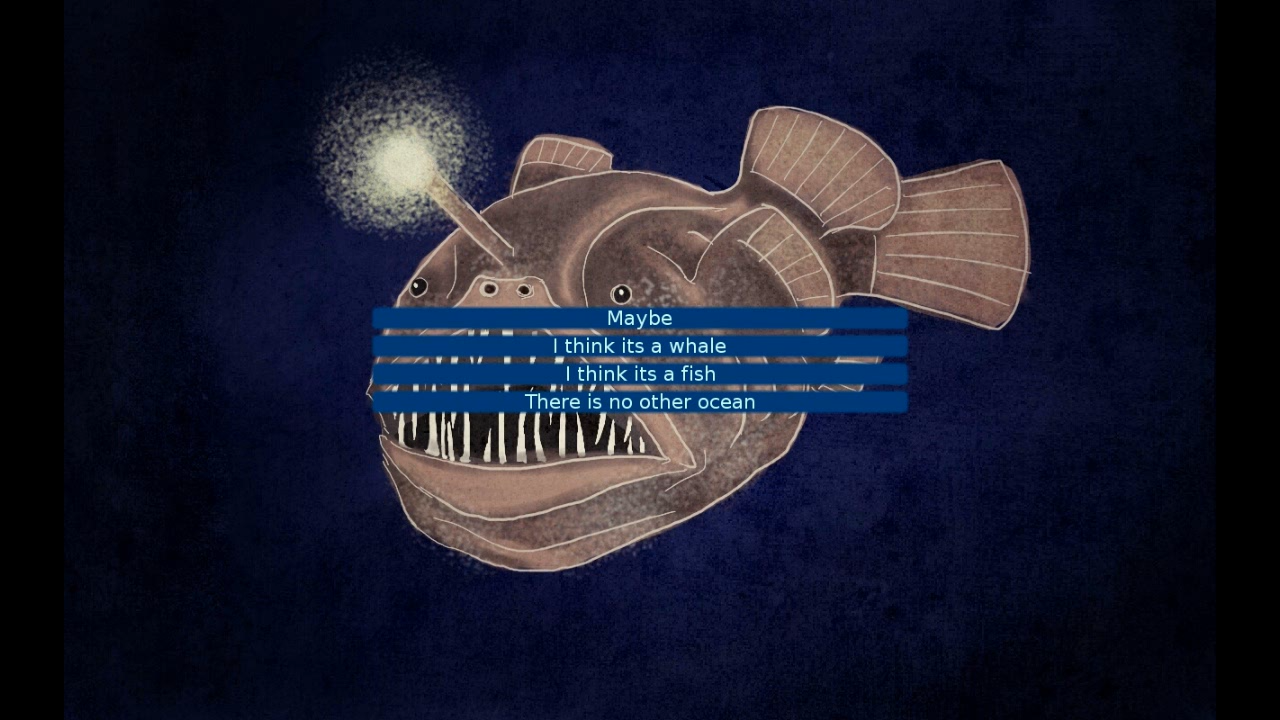 Maybe
I think its a whale
I think its a fish
There is no other ocean